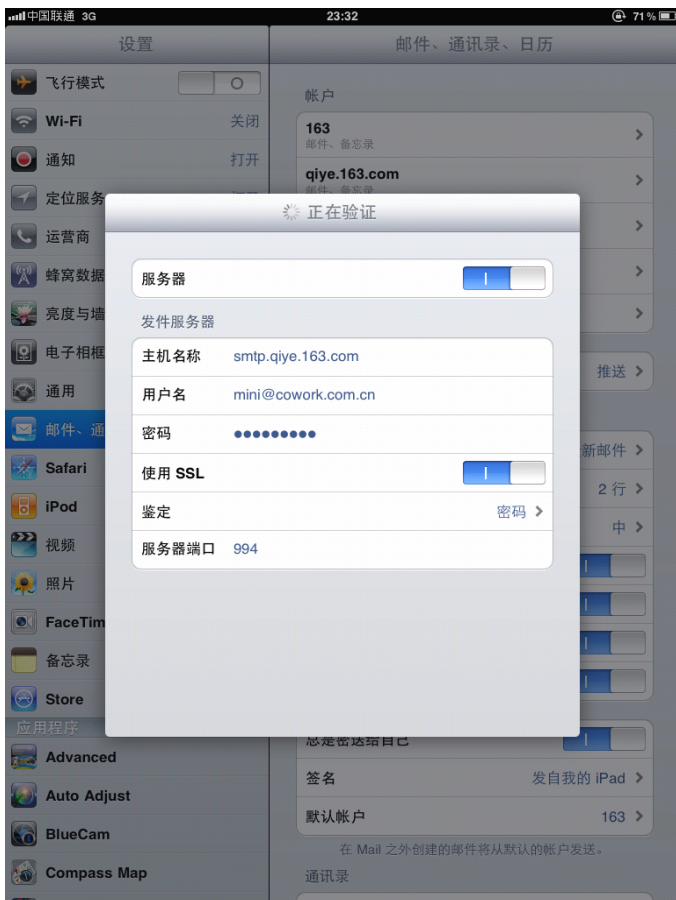 中国联通 3G
23:32
71%
设置
邮件、通讯录、日历
飞行模式
Wi-Fi 关闭
通知 打开
定位服务
运营商
蜂窝数据
亮度与墙
电子相框
通用
邮件、通
Safari
iPod
视频
照片
FaceTim
备忘录
Store
应用程序
Advanced
Auto Adjust
BlueCam
Compass Map
帐户
163
邮件、备忘录
qiye.163.com
邮件、备忘录
正在验证
服务器
发件服务器
主机名称 smtp.qiye.163.com
用户名 mini@cowork.com.cn
密码 ●●●●●●●●●
使用 SSL
鉴定 密码
服务器端口 994
推送
新邮件
2 行
中
总是密送给自己
签名 发自我的 iPad
默认帐户 163
在 Mail 之外创建的邮件将从默认的帐户发送。
通讯录